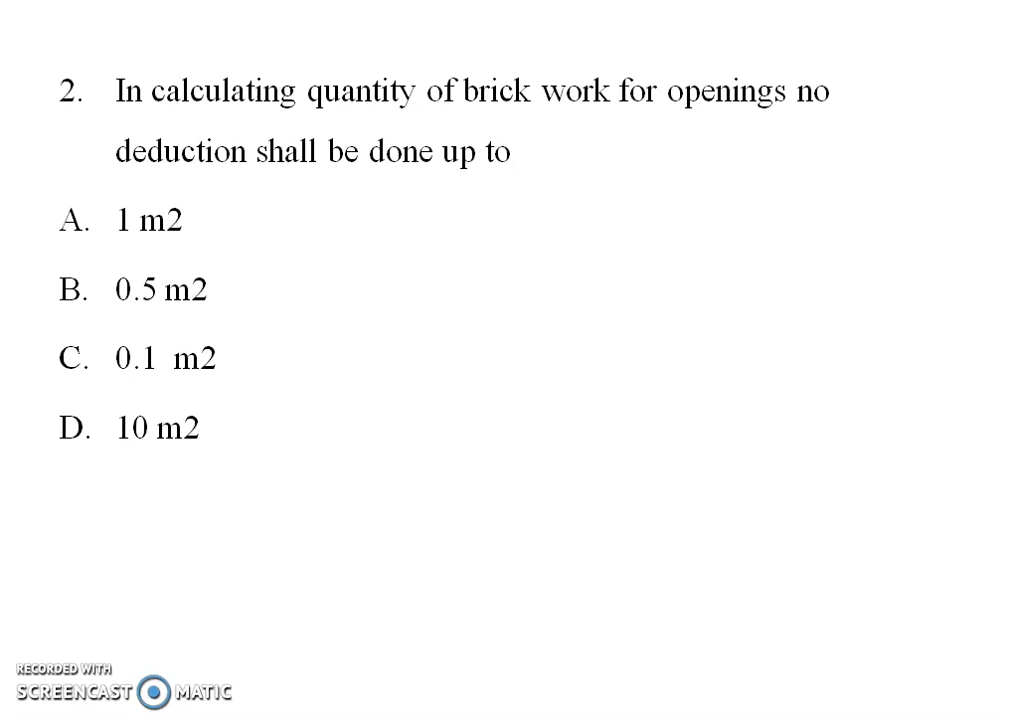 2. In calculating quantity of brick work for openings no
deduction shall be done up to
A. 1 m2
B. 0.5 m2
C. 0.1 m2
D. 10 m2
RECORDED WITH
SCREENCAST MATIC